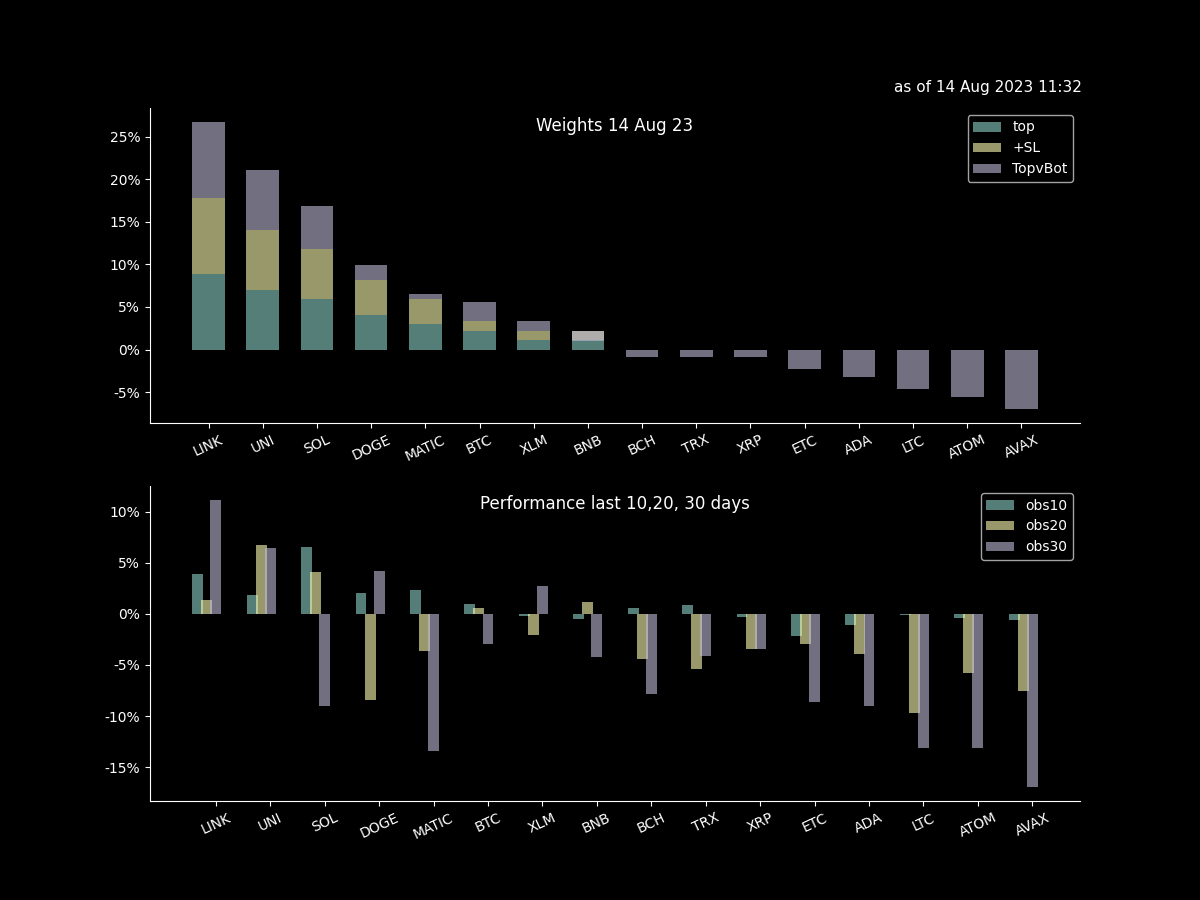 as of 14 Aug 2023 11:32
Weights 14 Aug 23
top
+SL
TopvBot
25%
20%
15%
10%
5%
0%
-5%
LINK UNI SOL DOGE MATIC BTC XLM BNB BCH TRX XRP ETC ADA LTC ATOM AVAX
Performance last 10,20, 30 days
obs10
obs20
obs30
10%
5%
0%
-5%
-10%
-15%
LINK UNI SOL DOGE MATIC BTC XLM BNB BCH TRX XRP ETC ADA LTC ATOM AVAX